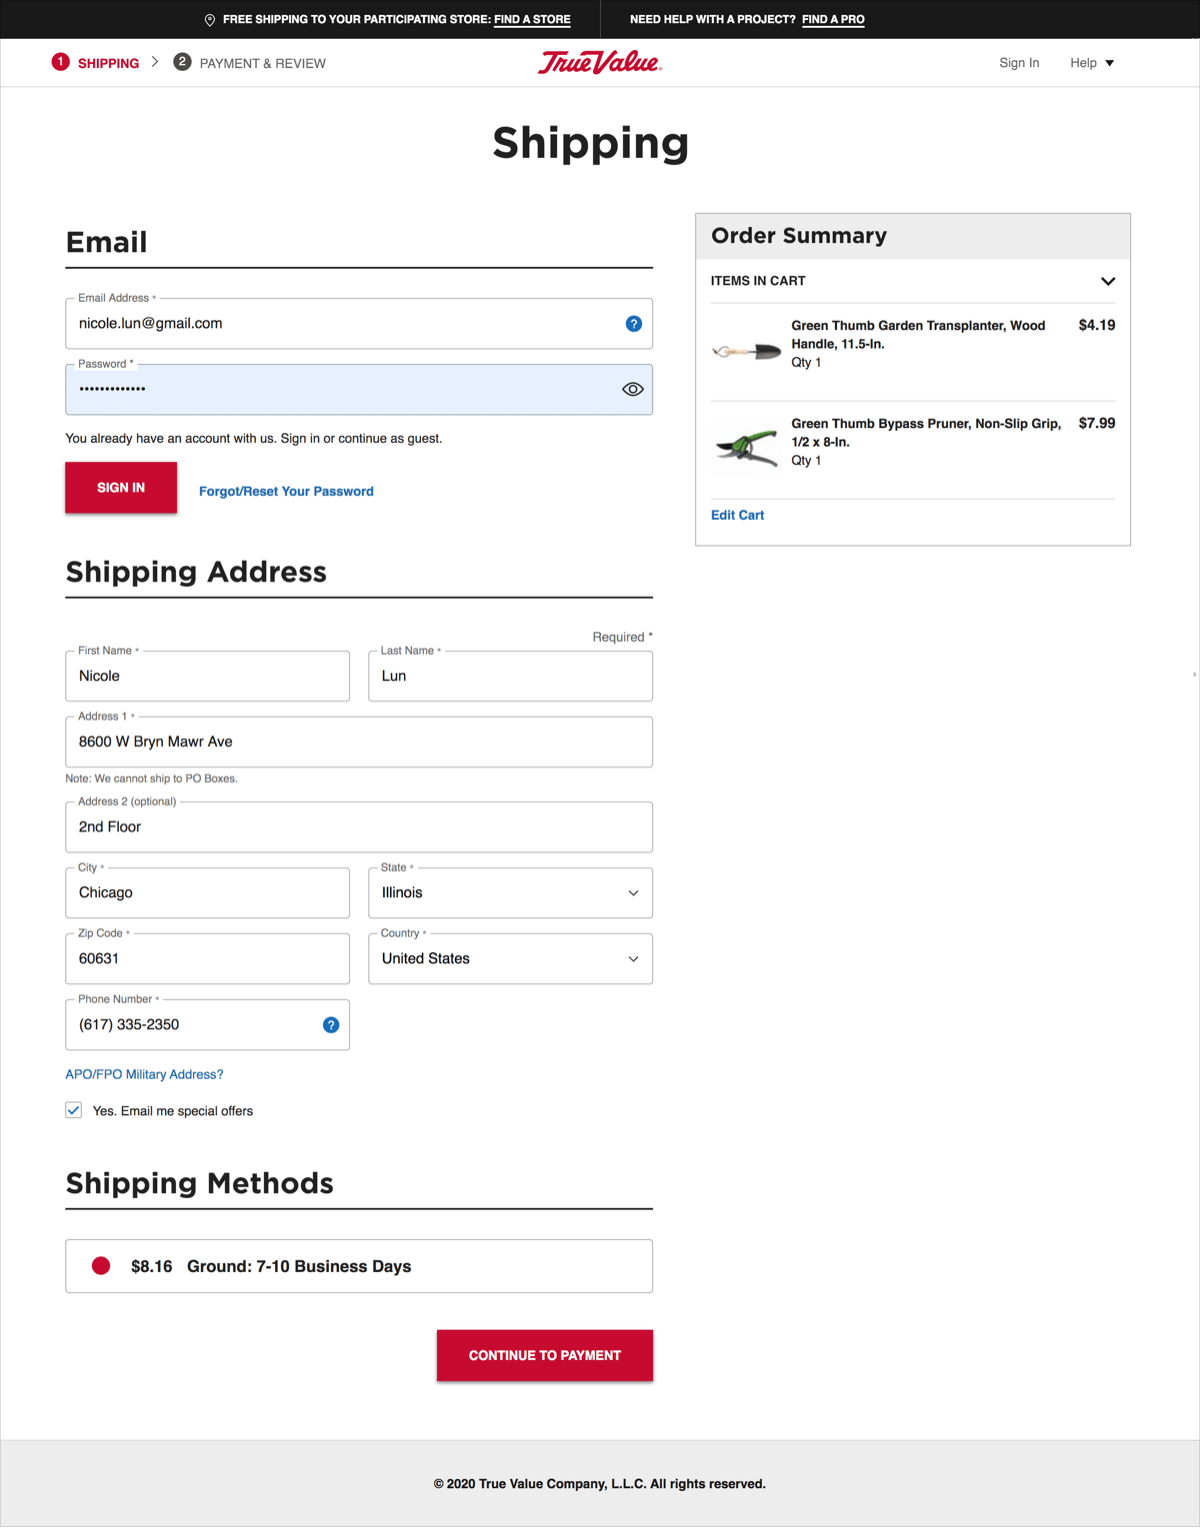 FREE SHIPPING TO YOUR PARTICIPATING STORE: FIND A STORE
NEED HELP WITH A PROJECT? FIND A PRO
1 SHIPPING
2 PAYMENT & REVIEW
True Value
Sign In
Help
Shipping
Email
Email Address *
nicole.lun@gmail.com
?
Password *
•••••••••••••
You already have an account with us. Sign in or continue as guest.
SIGN IN
Forgot/Reset Your Password
Order Summary
ITEMS IN CART
Green Thumb Garden Transplanter, Wood
Handle, 11.5-In.
$4.19
Qty 1
Green Thumb Bypass Pruner, Non-Slip Grip,
1/2 x 8-In.
$7.99
Qty 1
Edit Cart
Shipping Address
Required *
First Name *
Nicole
Last Name *
Lun
Address 1 *
8600 W Bryn Mawr Ave
Note: We cannot ship to PO Boxes.
Address 2 (optional)
2nd Floor
City *
Chicago
State *
Illinois
Zip Code *
60631
Country *
United States
Phone Number *
(617) 335-2350
?
APO/FPO Military Address?
Yes. Email me special offers
Shipping Methods
$8.16 Ground: 7-10 Business Days
CONTINUE TO PAYMENT
© 2020 True Value Company, L.L.C. All rights reserved.